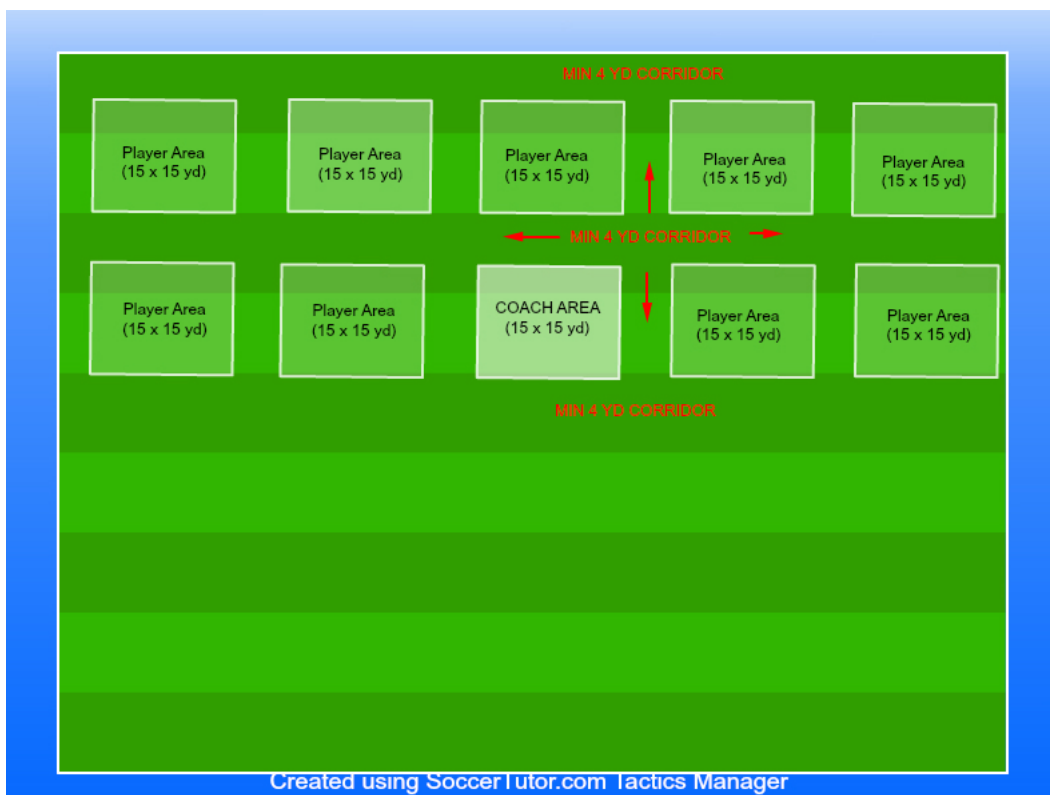 MIN 4 YD CORRIDOR
Player Area
(15 x 15 yd)
Player Area
(15 x 15 yd)
Player Area
(15 x 15 yd)
Player Area
(15 x 15 yd)
Player Area
(15 x 15 yd)
MIN 4 YD CORRIDOR
Player Area
(15 x 15 yd)
Player Area
(15 x 15 yd)
COACH AREA
(15 x 15 yd)
Player Area
(15 x 15 yd)
Player Area
(15 x 15 yd)
MIN 4 YD CORRIDOR
Created using SoccerTutor.com Tactics Manager